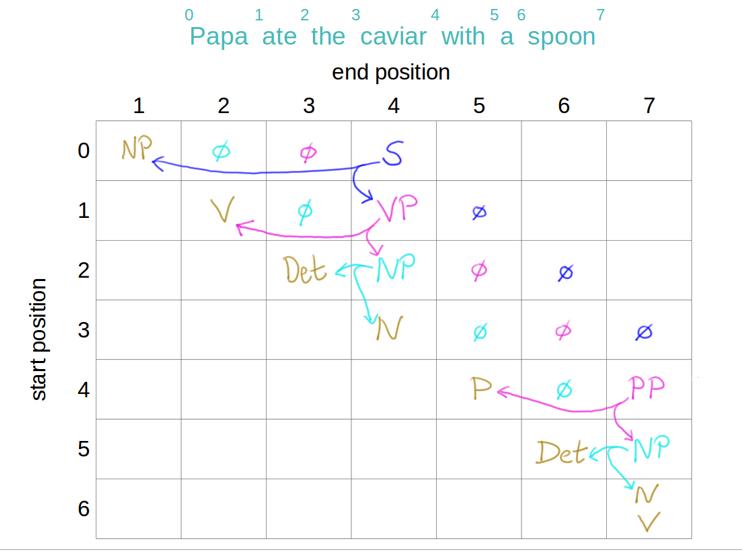 0 1 2 3 4 5 6 7
Papa ate the caviar with a spoon
end position
1 2 3 4 5 6 7
start position
0 NP ∅ ∅ S
1 V ∅ VP ∅
2 Det NP ∅ ∅
3 N ∅ ∅ ∅
4 P ∅ PP
5 Det NP
6 N
V